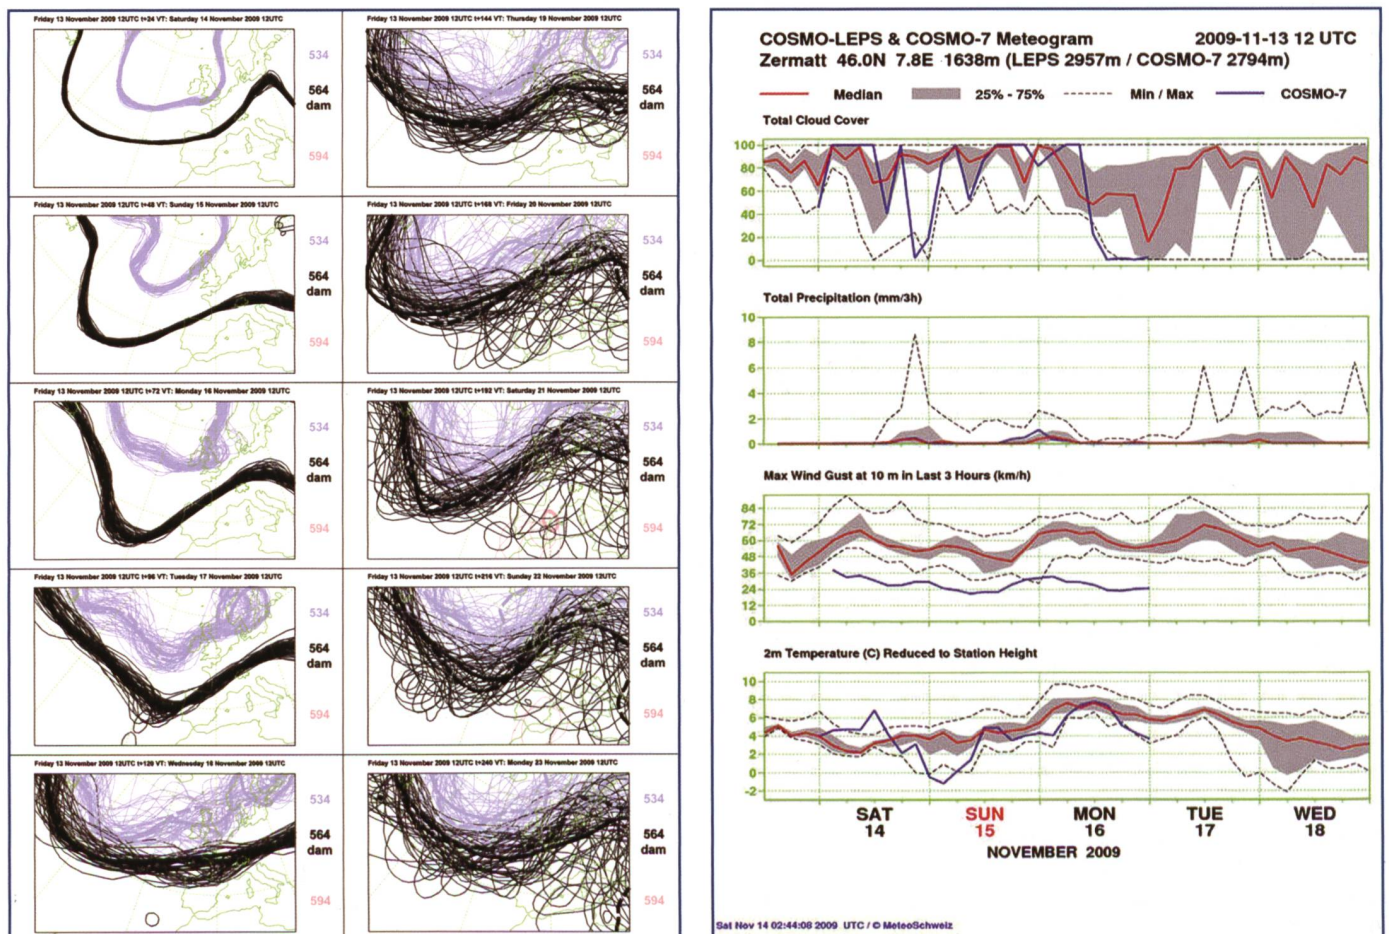 Friday 13 November 2009 12UTC t+24 VT: Saturday 14 November 2009 12UTC
534
564
dam
594
Friday 13 November 2009 12UTC t+48 VT: Sunday 15 November 2009 12UTC
534
564
dam
594
Friday 13 November 2009 12UTC t+72 VT: Monday 16 November 2009 12UTC
534
564
dam
594
Friday 13 November 2009 12UTC t+96 VT: Tuesday 17 November 2009 12UTC
534
564
dam
594
Friday 13 November 2009 12UTC t+120 VT: Wednesday 18 November 2009 12UTC
534
564
dam
594
Friday 13 November 2009 12UTC t+144 VT: Thursday 19 November 2009 12UTC
534
564
dam
594
Friday 13 November 2009 12UTC t+168 VT: Friday 20 November 2009 12UTC
534
564
dam
594
Friday 13 November 2009 12UTC t+192 VT: Saturday 21 November 2009 12UTC
534
564
dam
594
Friday 13 November 2009 12UTC t+216 VT: Sunday 22 November 2009 12UTC
534
564
dam
594
Friday 13 November 2009 12UTC t+240 VT: Monday 23 November 2009 12UTC
534
564
dam
594
COSMO-LEPS & COSMO-7 Meteogram 2009-11-13 12 UTC
Zermatt 46.0N 7.8E 1638m (LEPS 2957m / COSMO-7 2794m)
Median 25% - 75% Min / Max COSMO-7
Total Cloud Cover
100
80
60
40
20
0
Total Precipitation (mm/3h)
10
8
6
4
2
0
Max Wind Gust at 10 m in Last 3 Hours (km/h)
84
72
60
48
36
24
12
0
2m Temperature (C) Reduced to Station Height
10
8
6
4
2
0
-2
SAT SUN MON TUE WED
14 15 16 17 18
NOVEMBER 2009
Sat Nov 14 02:44:08 2009 UTC / © MeteoSchweiz